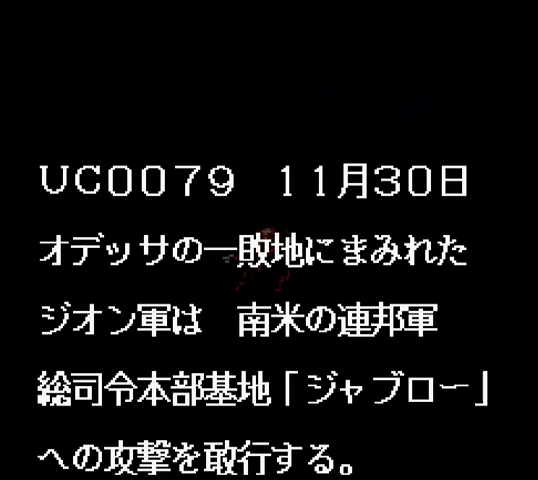 UC0079　11月30日
オデッサの一敗地にまみれた
ジオン軍は　南米の連邦軍
総司令本部基地「ジャブロー」
への攻撃を敢行する。